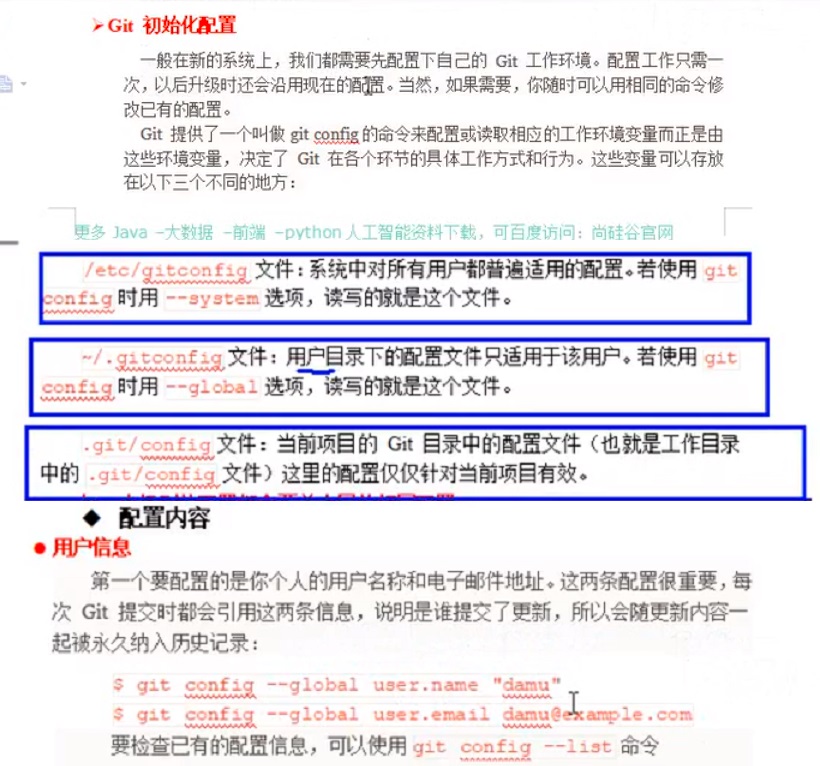 ➢Git 初始化配置
一般在新的系统上，我们都需要先配置下自己的 Git 工作环境。配置工作只需一
次，以后升级时还会沿用现在的配置。当然，如果需要，你随时可以用相同的命令修
改已有的配置。
Git 提供了一个叫做 git config 的命令来配置或读取相应的工作环境变量而正是由
这些环境变量，决定了 Git 在各个环节的具体工作方式和行为。这些变量可以存放
在以下三个不同的地方：
更多 Java –大数据 –前端 –python 人工智能资料下载，可百度访问：尚硅谷官网
/etc/gitconfig 文件：系统中对所有用户都普遍适用的配置。若使用 git
config 时用 --system 选项，读写的就是这个文件。
~/.gitconfig 文件：用户目录下的配置文件只适用于该用户。若使用 git
config 时用 --global 选项，读写的就是这个文件。
.git/config 文件：当前项目的 Git 目录中的配置文件（也就是工作目录
中的 .git/config 文件）这里的配置仅仅针对当前项目有效。
◆ 配置内容
● 用户信息
第一个要配置的是你个人的用户名称和电子邮件地址。这两条配置很重要，每
次 Git 提交时都会引用这两条信息，说明是谁提交了更新，所以会随更新内容一
起被永久纳入历史记录：
$ git config --global user.name "damu"
$ git config --global user.email damu@example.com
要检查已有的配置信息，可以使用 git config --list 命令